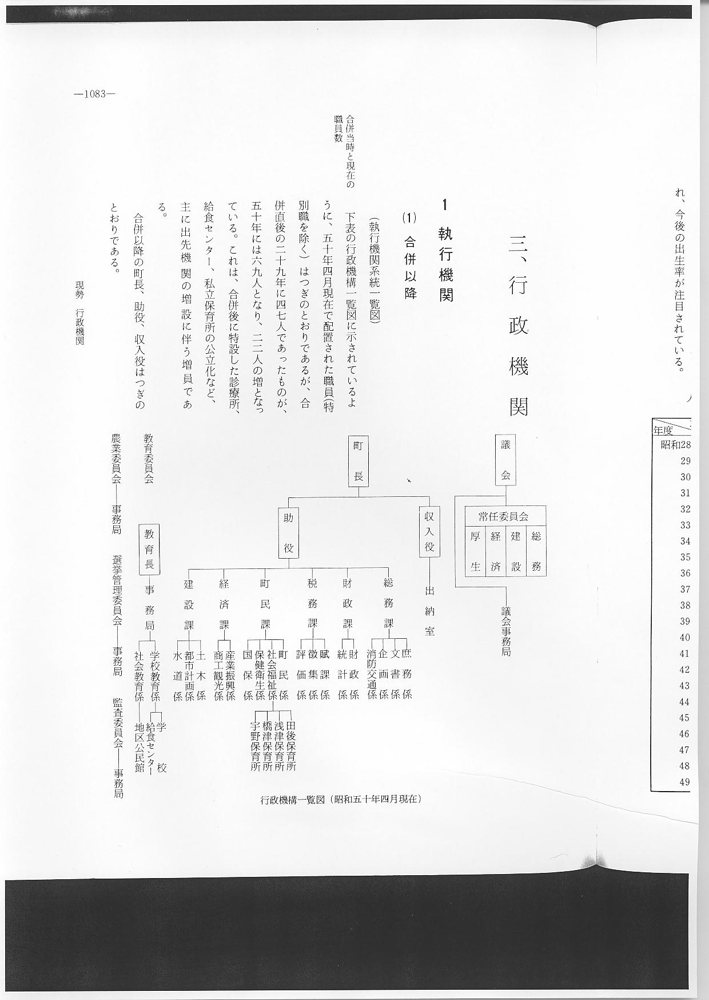 れ、今後の出生率が注目されている。
年度
昭和28
29
30
31
32
33
34
35
36
37
38
39
40
41
42
43
44
45
46
47
48
49
三、行政機関
1 執行機関
(1) 合併以降
(執行機関系統一覧図)
合併当時と現在の
職員数
下表の行政機構一覧図に示されているよ
うに、五十年四月現在で配置された職員(特
別職を除く)はつぎのとおりであるが、合
併直後の二十九年に四七人であったものが、
五十年には六九人となり、二二人の増となっ
ている。これは、合併後に特設した診療所、
給食センター、私立保育所の公立化など、
主に出先機関の増設に伴う増員であ
る。
合併以降の町長、助役、収入役はつぎの
とおりである。
議会
常任委員会
総務
建設
経済
厚生
議会事務局
町長
収入役
出納室
助役
総務課
庶務係
文書係
企画係
消防交通係
財政課
財政係
統計係
税務課
賦課係
徴集係
評価係
町民課
町民係
社会福祉係
保健衛生係
国保係
田後保育所
浅津保育所
橋津保育所
宇野保育所
経済課
産業振興係
商工観光係
建設課
土木係
都市計画係
水道係
教育委員会
教育長
事務局
学校教育係
社会教育係
学校
給食センター
地区公民館
農業委員会
事務局
選挙管理委員会
事務局
監査委員会
事務局
行政機構一覧図(昭和五十年四月現在)
現勢 行政機関
—1083—